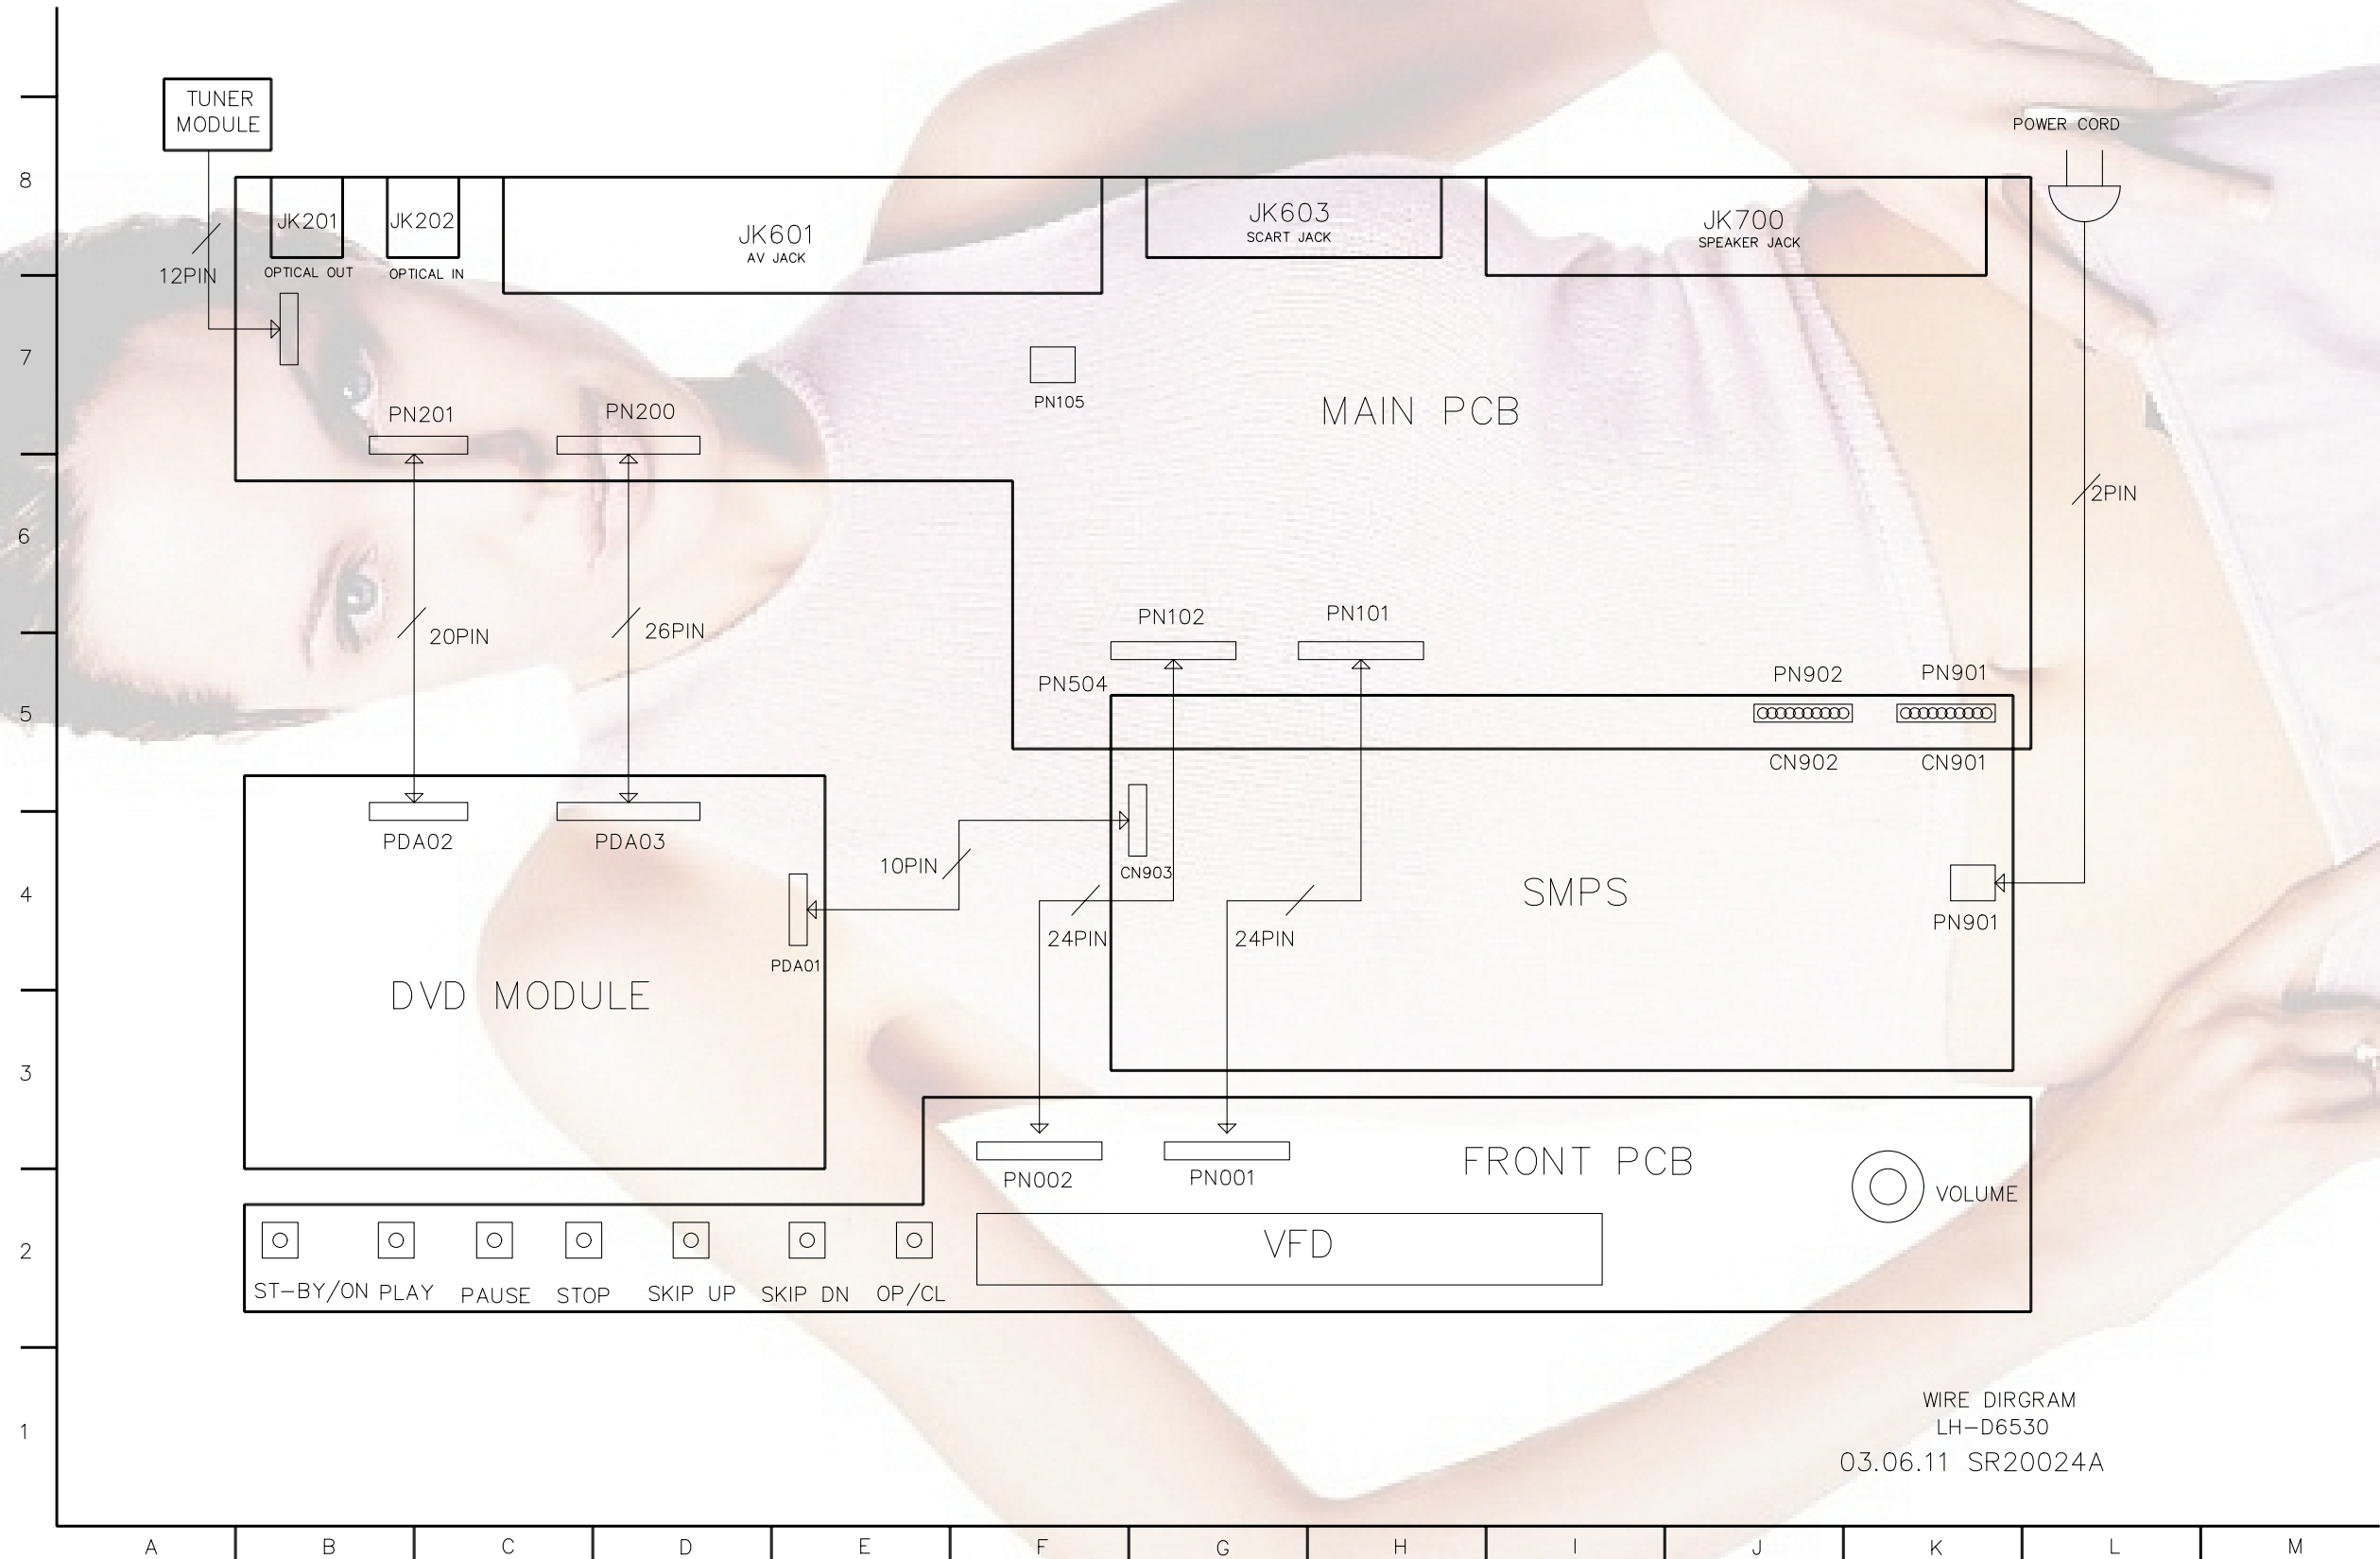 TUNER
MODULE
POWER CORD
8
JK201
JK202
JK601
AV JACK
JK603
SCART JACK
JK700
SPEAKER JACK
12PIN
OPTICAL OUT
OPTICAL IN
7
PN201
PN200
PN105
MAIN PCB
2PIN
6
20PIN
26PIN
PN102
PN101
PN504
PN902
PN901
5
CN902
CN901
PDA02
PDA03
10PIN
CN903
4
SMPS
PN901
24PIN
24PIN
PDA01
DVD MODULE
3
FRONT PCB
PN002
PN001
VOLUME
2
VFD
ST-BY/ON
PLAY
PAUSE
STOP
SKIP UP
SKIP DN
OP/CL
1
WIRE DIRGRAM
LH-D6530
03.06.11 SR20024A
A B C D E F G H I J K L M